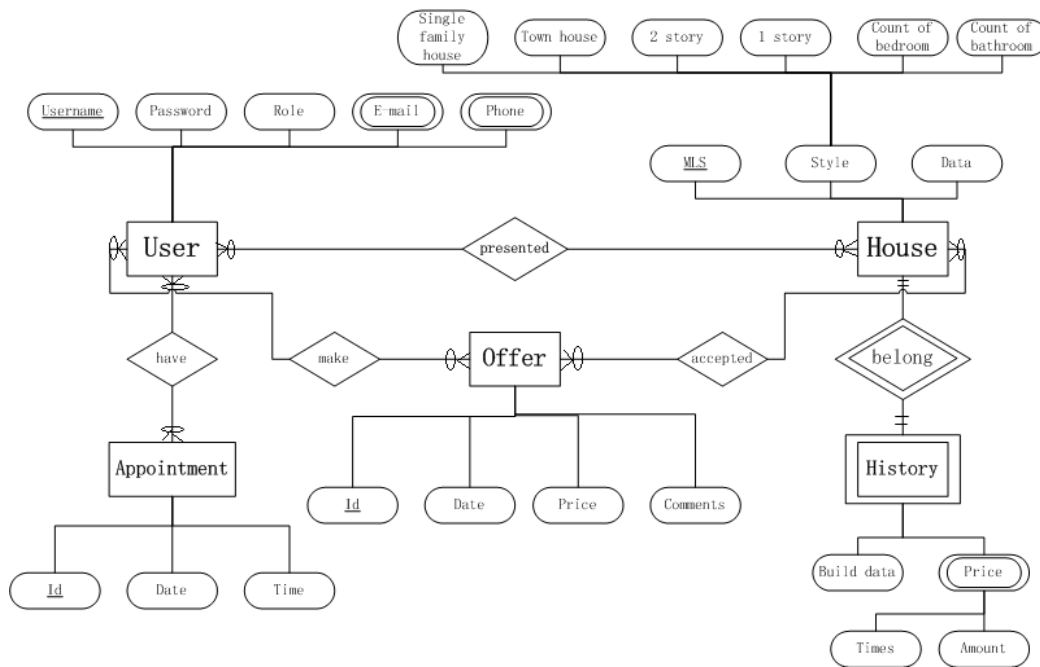 Single
family
house
Town house
2 story
1 story
Count of
bedroom
Count of
bathroom
Username
Password
Role
E-mail
Phone
MLS
Style
Data
User
presented
House
have
make
Offer
accepted
belong
Appointment
History
Id
Date
Price
Comments
Build data
Price
Id
Date
Time
Times
Amount